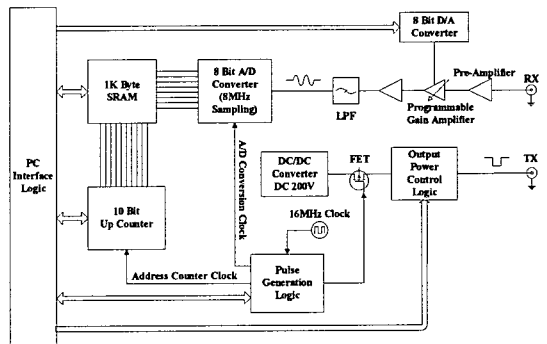 8 Bit D/A
Converter
RX
Pre-Amplifier
Programmable
Gain Amplifier
LPF
8 Bit A/D
Converter
(8MHz
Sampling)
1K Byte
SRAM
PC
Interface
Logic
10 Bit
Up Counter
A/D Conversion Clock
DC/DC
Converter
DC 200V
FET
Output
Power
Control
Logic
TX
16MHz Clock
Address Counter Clock
Pulse
Generation
Logic